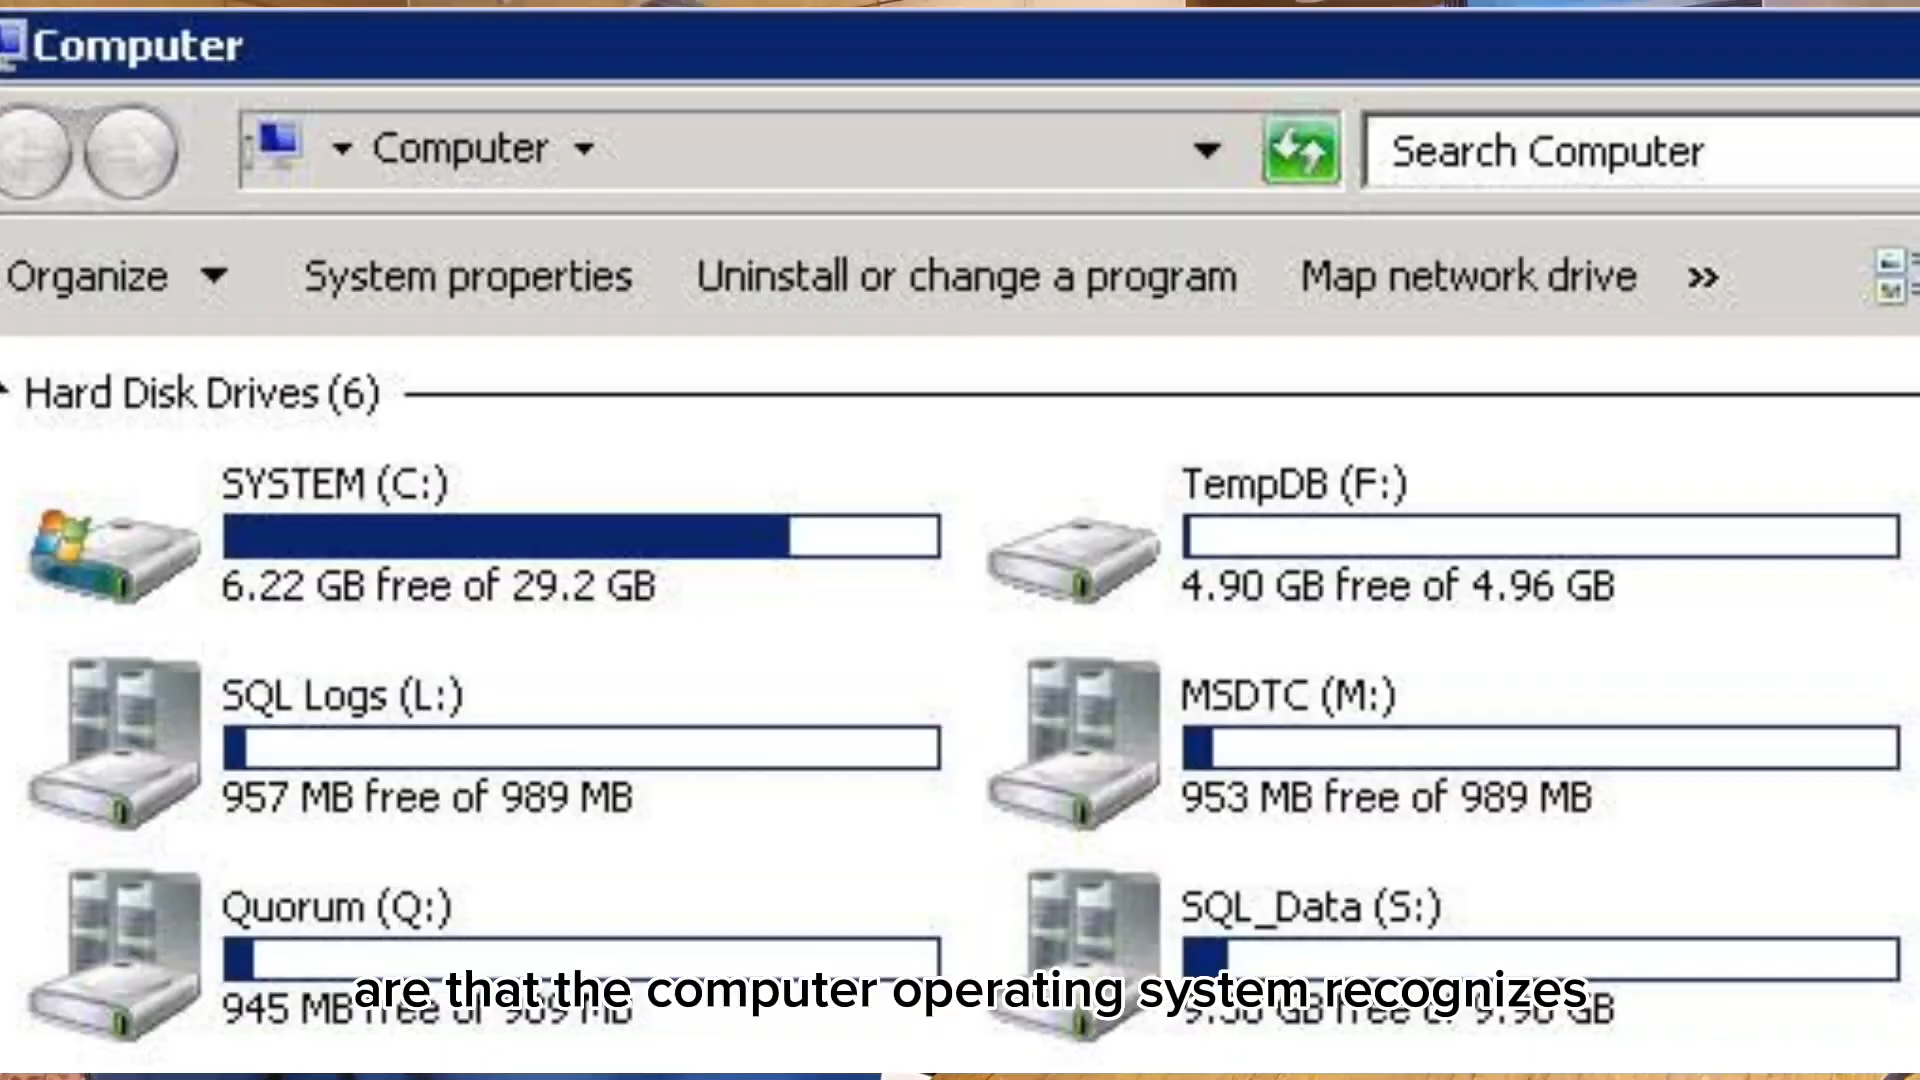 Computer
Computer
Search Computer
Organize
System properties
Uninstall or change a program
Map network drive
»
Hard Disk Drives (6)
SYSTEM (C:)
6.22 GB free of 29.2 GB
TempDB (F:)
4.90 GB free of 4.96 GB
SQL Logs (L:)
957 MB free of 989 MB
MSDTC (M:)
953 MB free of 989 MB
Quorum (Q:)
945 MB
SQL_Data (S:)
GB
are that the computer operating system recognizes